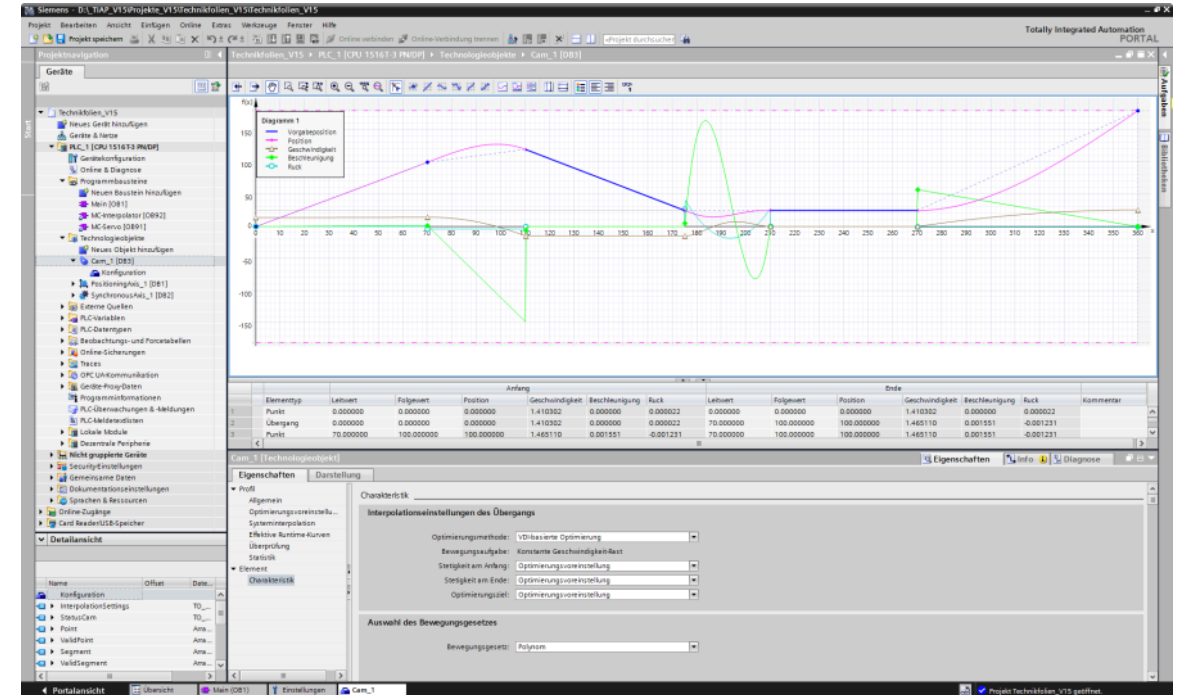 Siemens - D:\_TIAP_V15\Projekte_V15\Technikfolien_V15\Technikfolien_V15
Projekt Bearbeiten Ansicht Einfügen Online Extras Werkzeuge Fenster Hilfe
Totally Integrated Automation
PORTAL
Projekt speichern Online verbinden Online-Verbindung trennen <Projekt durchsuchen>
Projektnavigation
Technikfolien_V15 PLC_1 [CPU 1516T-3 PN/DP] Technologieobjekte Cam_1 [DB3]
Geräte
Start
Technikfolien_V15
Neues Gerät hinzufügen
Geräte & Netze
PLC_1 [CPU 1516T-3 PN/DP]
Gerätekonfiguration
Online & Diagnose
Programmbausteine
Neuen Baustein hinzufügen
Main [OB1]
MC-Interpolator [OB92]
MC-Servo [OB91]
Technologieobjekte
Neues Objekt hinzufügen
Cam_1 [DB3]
Konfiguration
PositioningAxis_1 [DB1]
SynchronousAxis_1 [DB2]
Externe Quellen
PLC-Variablen
PLC-Datentypen
Beobachtungs- und Forcetabellen
Online-Sicherungen
Traces
OPC UA-Kommunikation
Geräte-Proxy-Daten
Programminformationen
PLC-Überwachungen & -Meldungen
PLC-Meldetextlisten
Lokale Module
Dezentrale Peripherie
Nicht gruppierte Geräte
Security-Einstellungen
Gemeinsame Daten
Dokumentationseinstellungen
Sprachen & Ressourcen
Online-Zugänge
Card Reader/USB-Speicher
Detailansicht
Name Offset Date...
Konfiguration
InterpolationSettings TO_...
StatusCam TO_...
Point Arra...
ValidPoint Arra...
Segment Arra...
ValidSegment Arra...
f(x)
Diagramm 1
Vorgabeposition
Position
Geschwindigkeit
Beschleunigung
Ruck
150
100
50
0
-50
-100
-150
0 10 20 30 40 50 60 70 80 90 100 110 120 130 140 150 160 170 180 190 200 210 220 230 240 250 260 270 280 290 300 310 320 330 340 350 360 x
Anfang Ende
Elementtyp Leitwert Folgewert Position Geschwindigkeit Beschleunigung Ruck Leitwert Folgewert Position Geschwindigkeit Beschleunigung Ruck Kommentar
1 Punkt 0.000000 0.000000 0.000000 1.410302 0.000000 0.000022 0.000000 0.000000 0.000000 1.410302 0.000000 0.000022
2 Übergang 0.000000 0.000000 0.000000 1.410302 0.000000 0.000022 70.000000 100.000000 100.000000 1.465110 0.001551 -0.001231
3 Punkt 70.000000 100.000000 100.000000 1.465110 0.001551 -0.001231 70.000000 100.000000 100.000000 1.465110 0.001551 -0.001231
Cam_1 [Technologieobjekt]
Eigenschaften Info Diagnose
Eigenschaften Darstellung
Profil
Allgemein
Optimierungsvoreinstellu...
Systeminterpolation
Effektive Runtime-Kurven
Überprüfung
Statistik
Element
Charakteristik
Charakteristik
Interpolationseinstellungen des Übergangs
Optimierungsmethode: VDI-basierte Optimierung
Bewegungsaufgabe: Konstante Geschwindigkeit-Rast
Stetigkeit am Anfang: Optimierungsvoreinstellung
Stetigkeit am Ende: Optimierungsvoreinstellung
Optimierungsziel: Optimierungsvoreinstellung
Auswahl des Bewegungsgesetzes
Bewegungsgesetz: Polynom
Aufgaben
Bibliotheken
Portalansicht Übersicht Main (OB1) Einstellungen Cam_1
Projekt Technikfolien_V15 geöffnet.